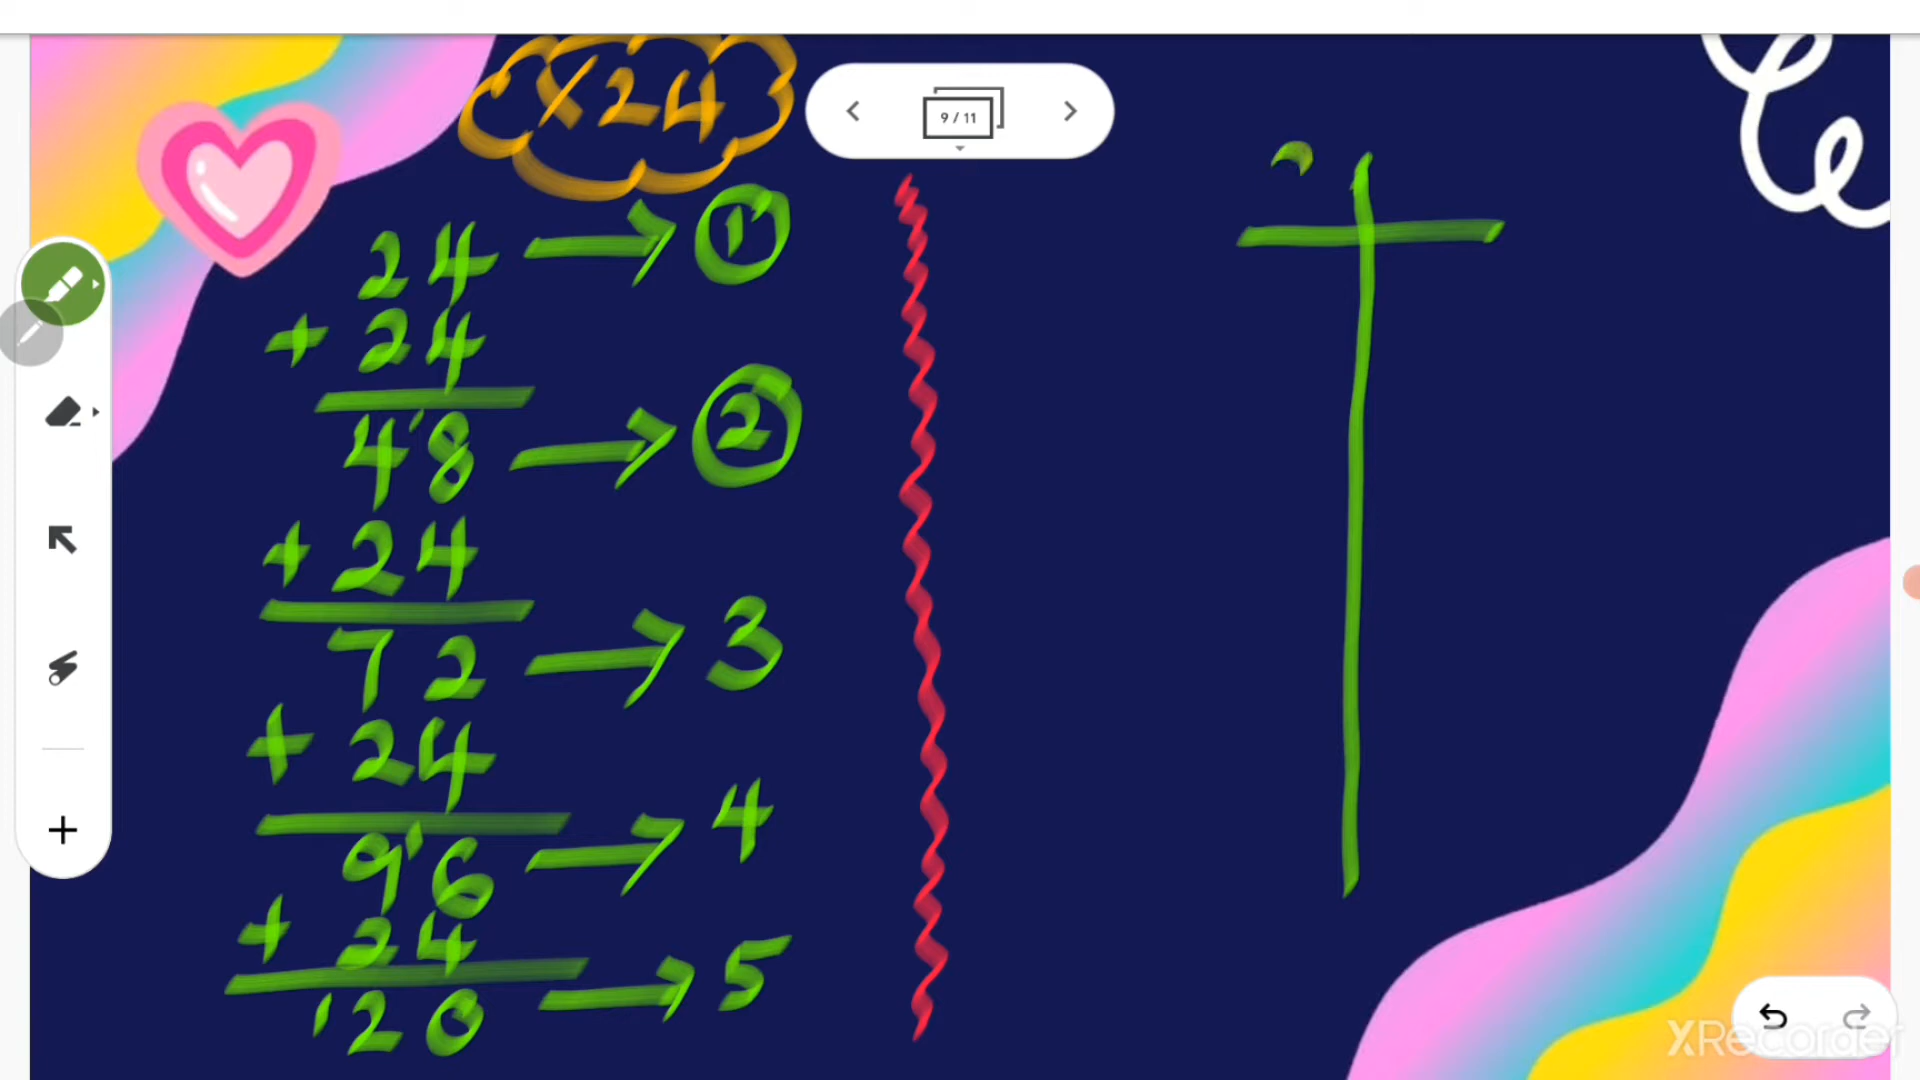 ×24
9 / 11
24 → 1
+ 24
48 → 2
+ 24
72 → 3
+ 24
96 → 4
+ 24
120 → 5
XRecorder